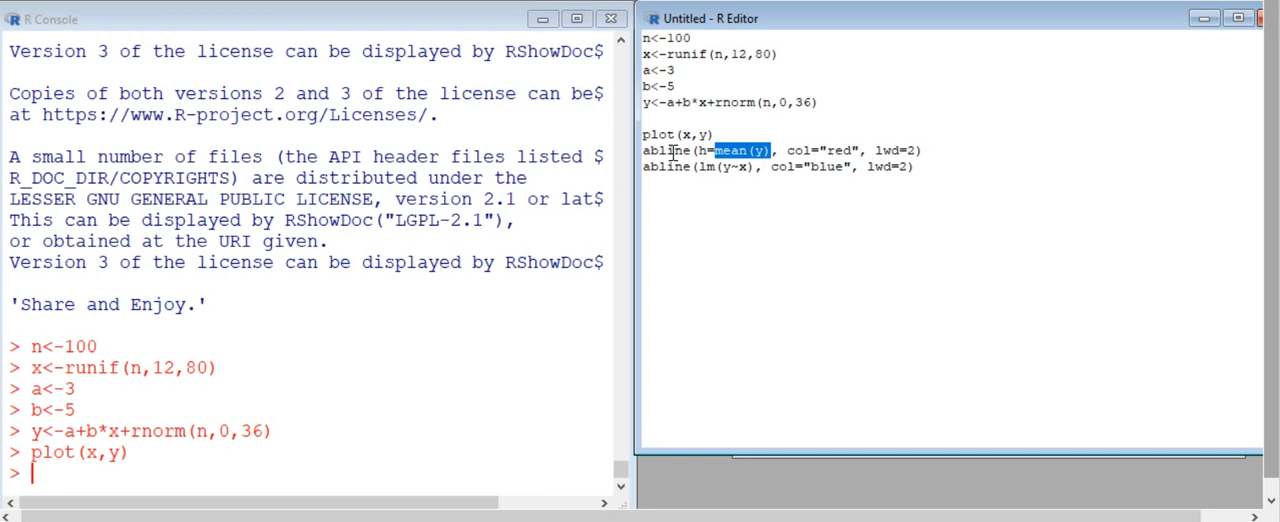 R Console
Version 3 of the license can be displayed by RShowDoc$
Copies of both versions 2 and 3 of the license can be$
at https://www.R-project.org/Licenses/.
A small number of files (the API header files listed $
R_DOC_DIR/COPYRIGHTS) are distributed under the
LESSER GNU GENERAL PUBLIC LICENSE, version 2.1 or lat$
This can be displayed by RShowDoc("LGPL-2.1"),
or obtained at the URI given.
Version 3 of the license can be displayed by RShowDoc$
'Share and Enjoy.'
> n<-100
> x<-runif(n,12,80)
> a<-3
> b<-5
> y<-a+b*x+rnorm(n,0,36)
> plot(x,y)
>
Untitled - R Editor
n<-100
x<-runif(n,12,80)
a<-3
b<-5
y<-a+b*x+rnorm(n,0,36)
plot(x,y)
abline(h=mean(y), col="red", lwd=2)
abline(lm(y~x), col="blue", lwd=2)